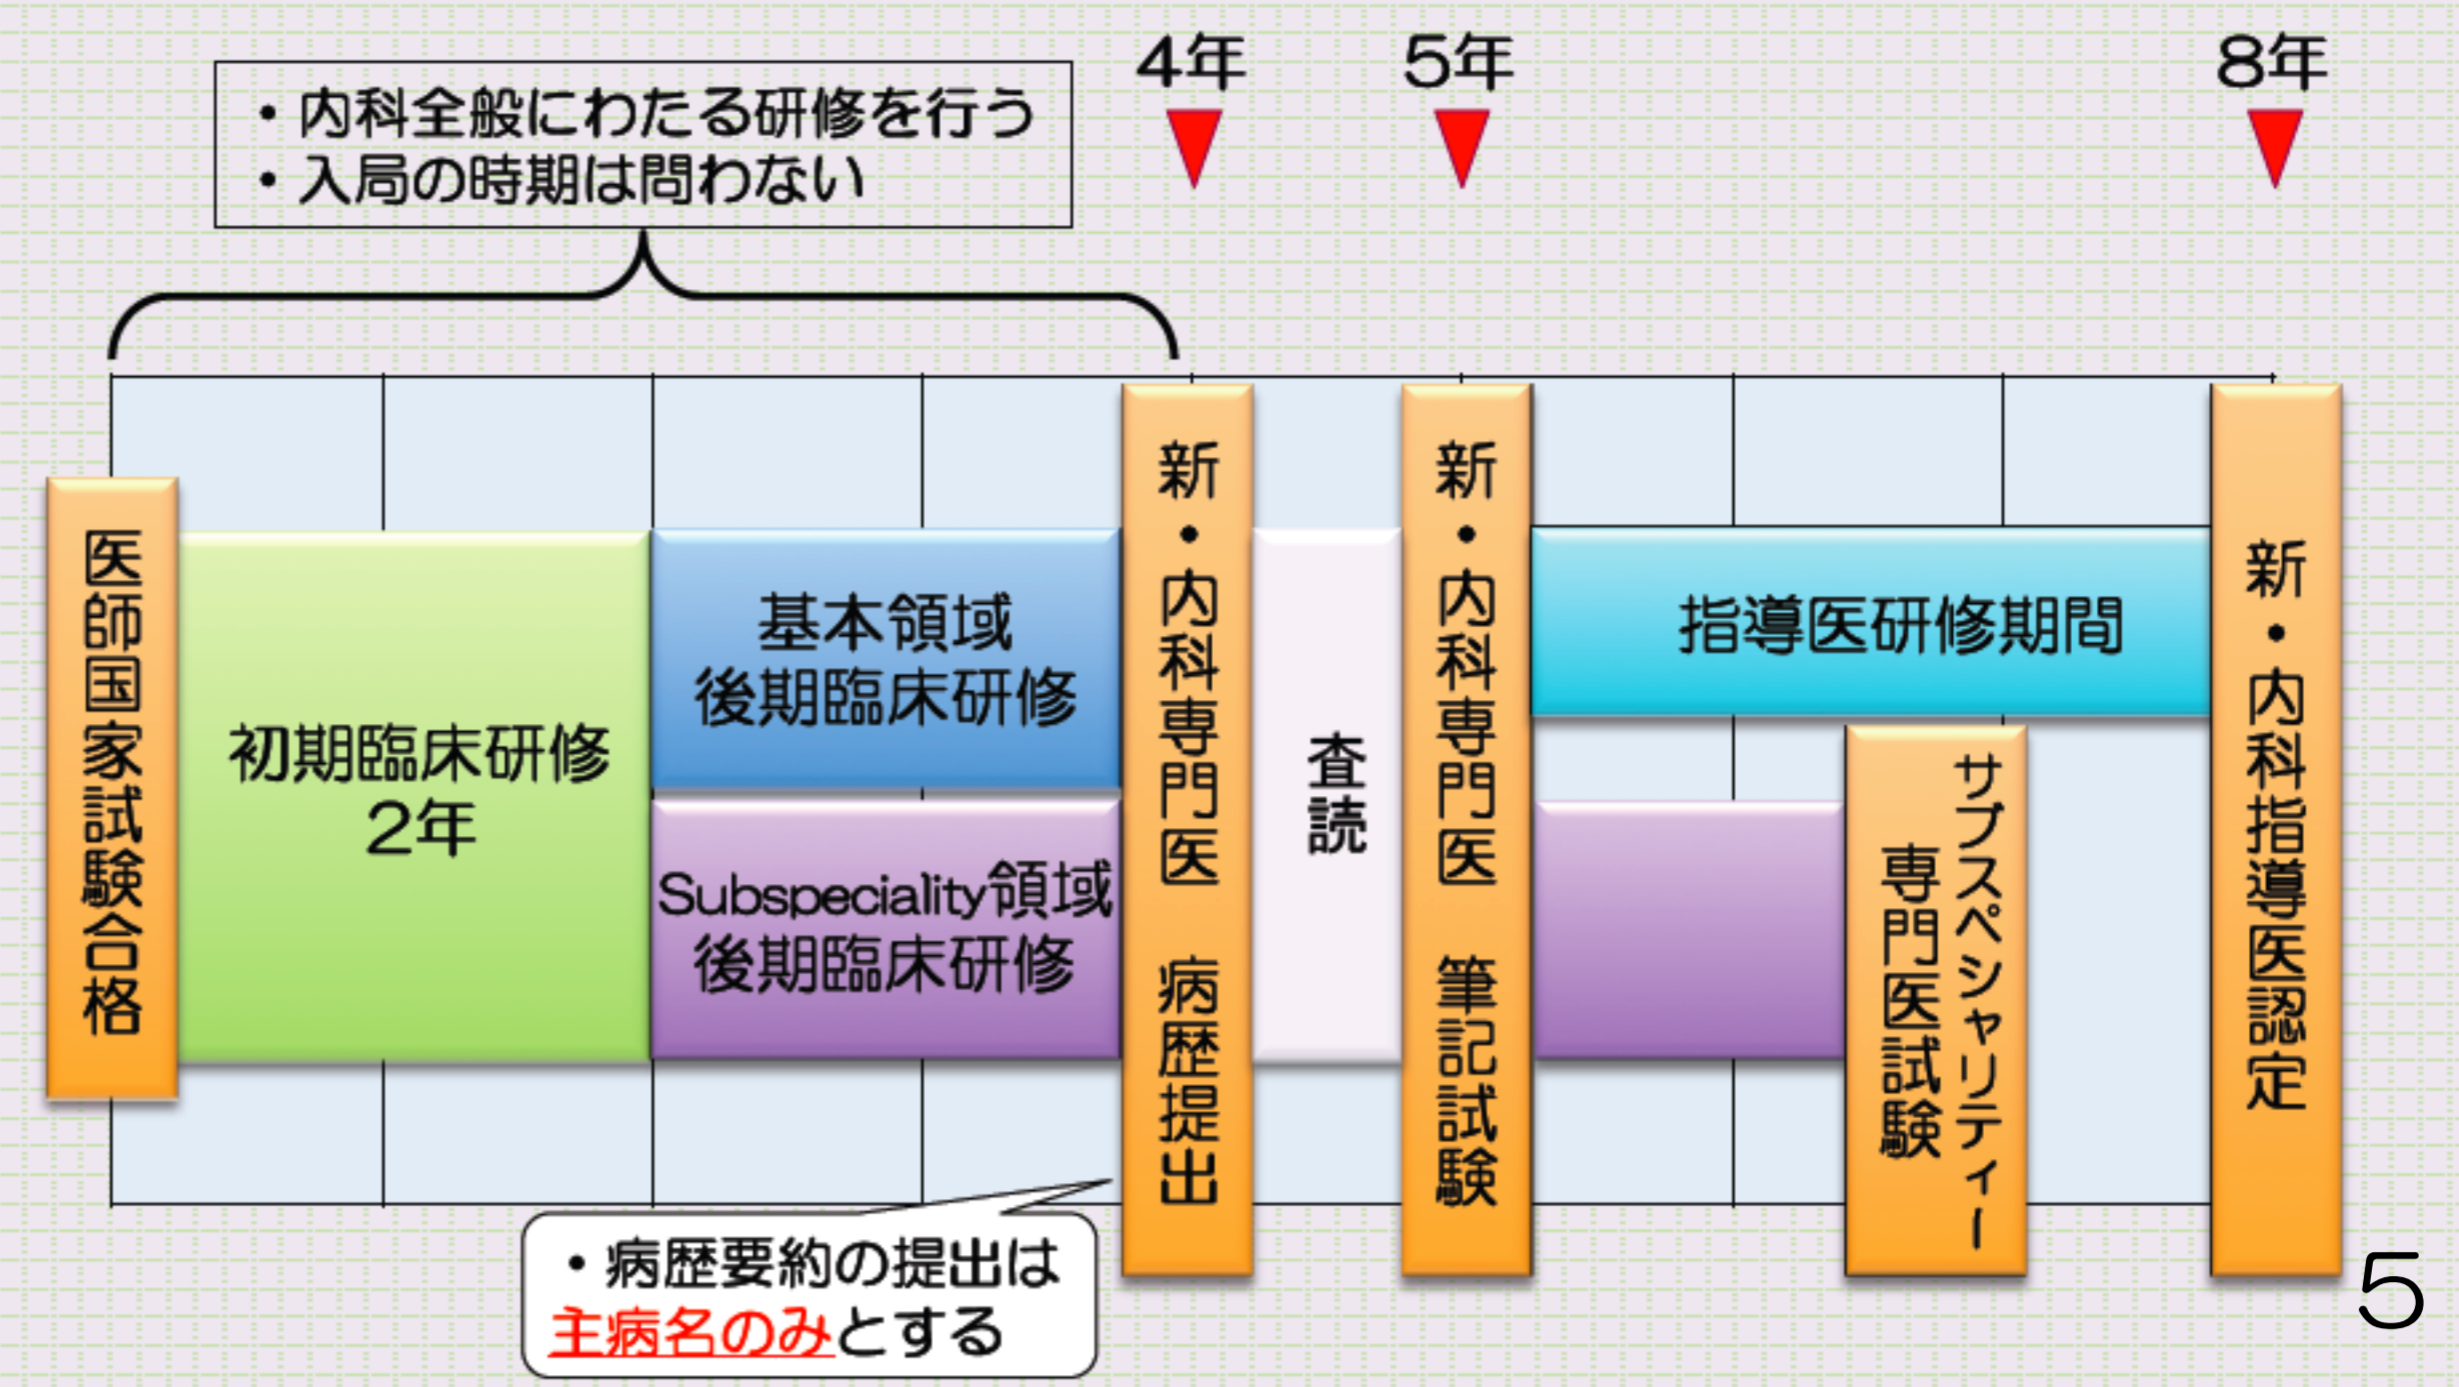 ・内科全般にわたる研修を行う
・入局の時期は問わない
4年
5年
8年
医師国家試験合格
初期臨床研修
2年
基本領域
後期臨床研修
Subspeciality領域
後期臨床研修
新・内科専門医 病歴提出
査読
新・内科専門医 筆記試験
指導医研修期間
サブスペシャリティー
専門医試験
新・内科指導医認定
・病歴要約の提出は
主病名のみとする
5